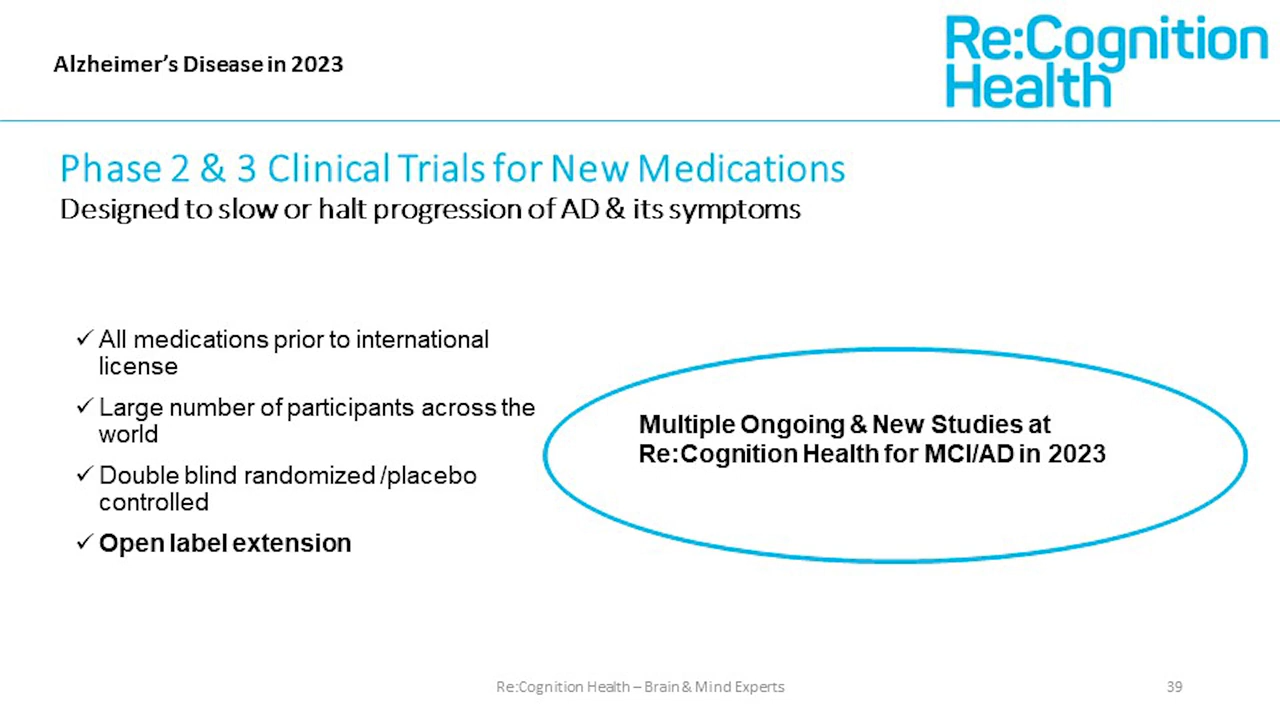 Alzheimer’s Disease in 2023
Re:Cognition
Health
Phase 2 & 3 Clinical Trials for New Medications
Designed to slow or halt progression of AD & its symptoms
✓ All medications prior to international
license
✓ Large number of participants across the
world
✓ Double blind randomized /placebo
controlled
✓ Open label extension
Multiple Ongoing & New Studies at
Re:Cognition Health for MCI/AD in 2023
Re:Cognition Health – Brain & Mind Experts
39